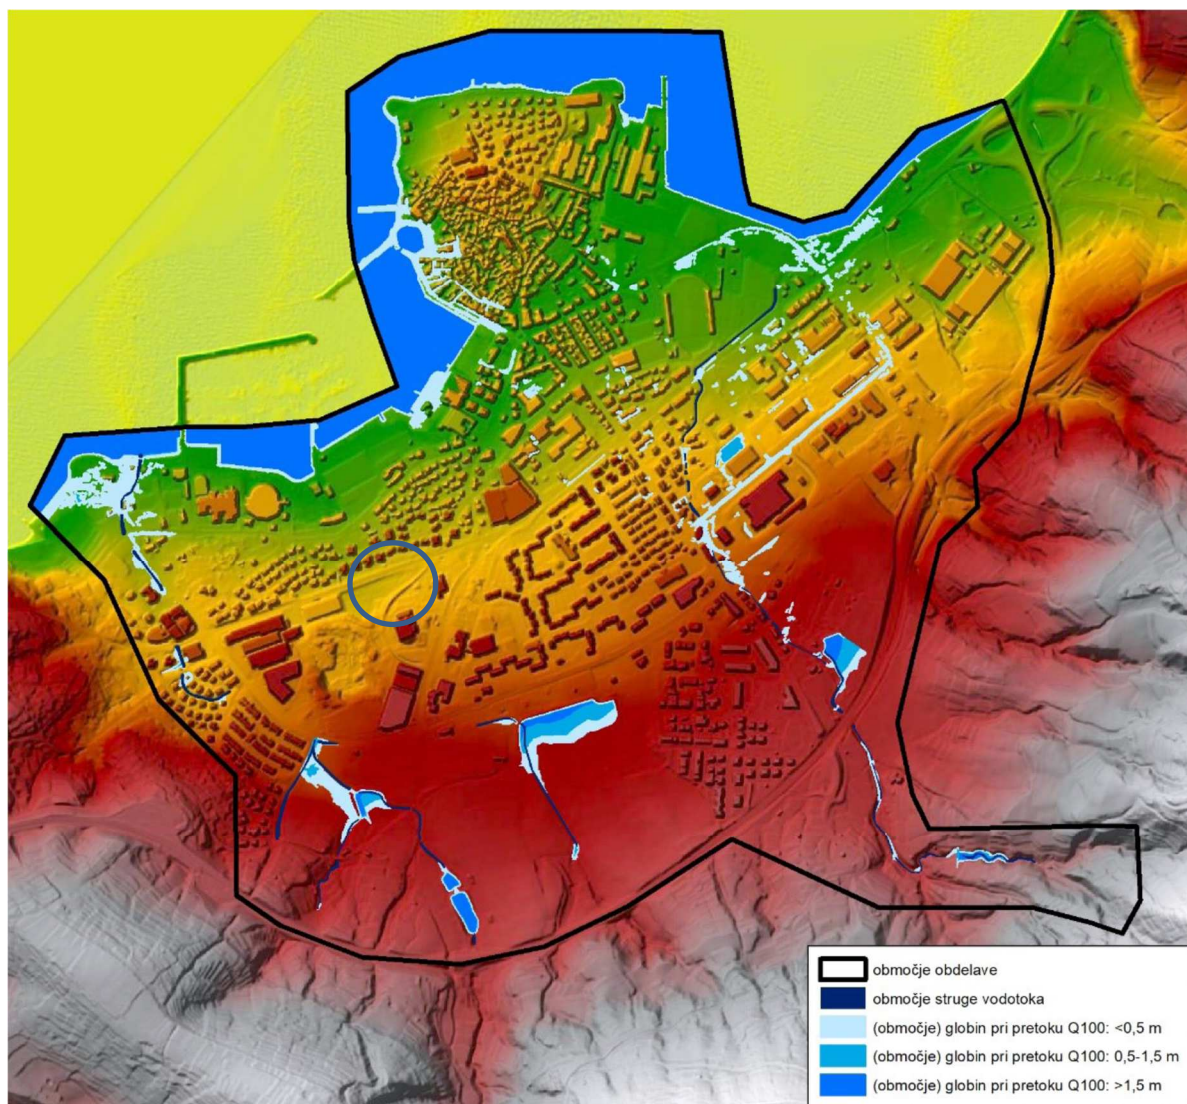 območje obdelave
območje struge vodotoka
(območje) globin pri pretoku Q100: <0,5 m
(območje) globin pri pretoku Q100: 0,5-1,5 m
(območje) globin pri pretoku Q100: >1,5 m